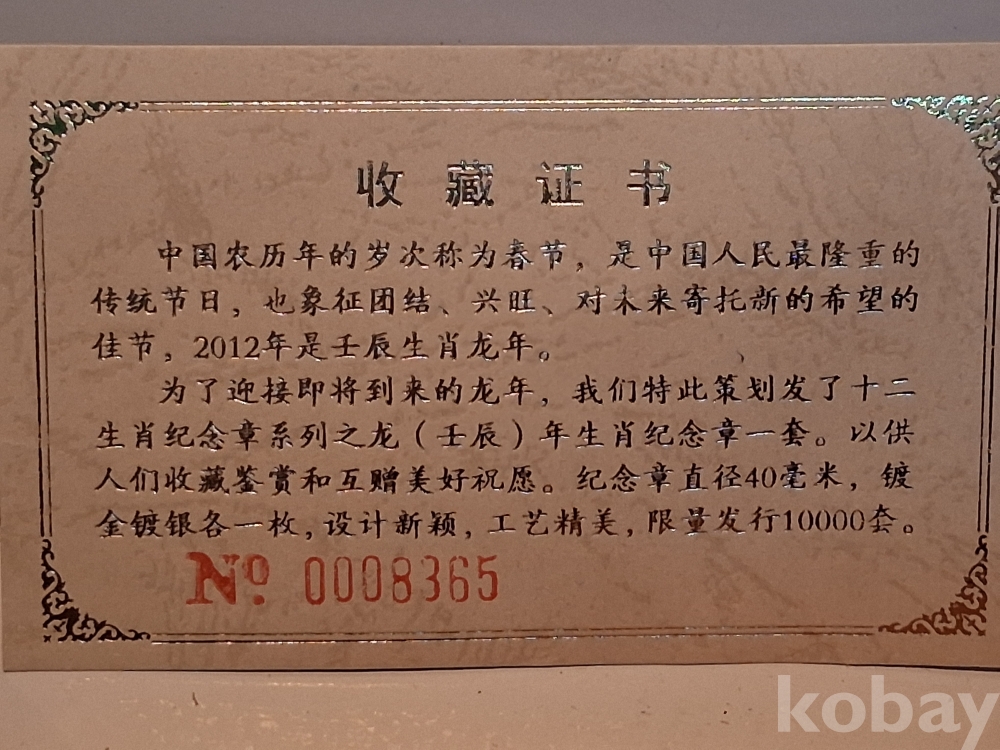 收藏证书
中国农历年的岁次称为春节，是中国人民最隆重的
传统节日，也象征团结、兴旺、对未来寄托新的希望的
佳节，2012年是壬辰生肖龙年。
为了迎接即将到来的龙年，我们特此策划发了十二
生肖纪念章系列之龙（壬辰）年生肖纪念章一套。以供
人们收藏鉴赏和互赠美好祝愿。纪念章直径40毫米，镀
金镀银各一枚，设计新颖，工艺精美，限量发行10000套。
Nº 0008365
kobay